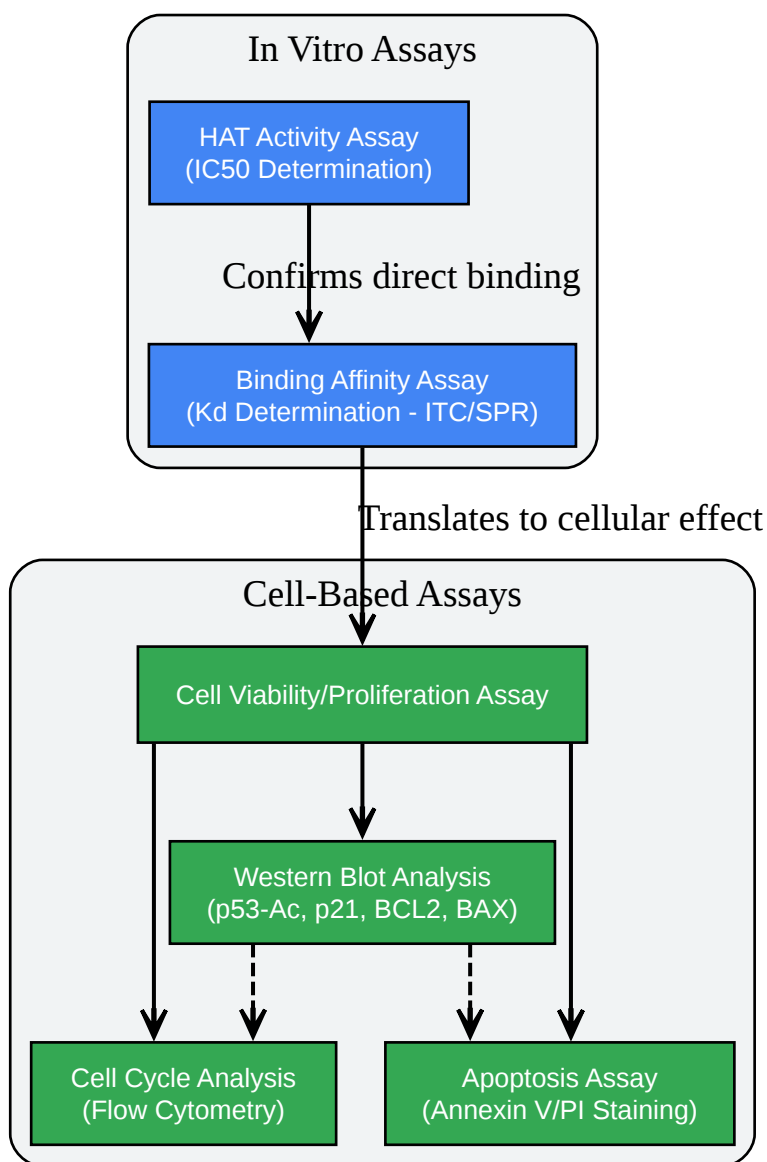 In Vitro Assays
HAT Activity Assay
(IC50 Determination)
Confirms direct binding
Binding Affinity Assay
(Kd Determination - ITC/SPR)
Translates to cellular effect
Cell-Based Assays
Cell Viability/Proliferation Assay
Western Blot Analysis
(p53-Ac, p21, BCL2, BAX)
Cell Cycle Analysis
(Flow Cytometry)
Apoptosis Assay
(Annexin V/PI Staining)